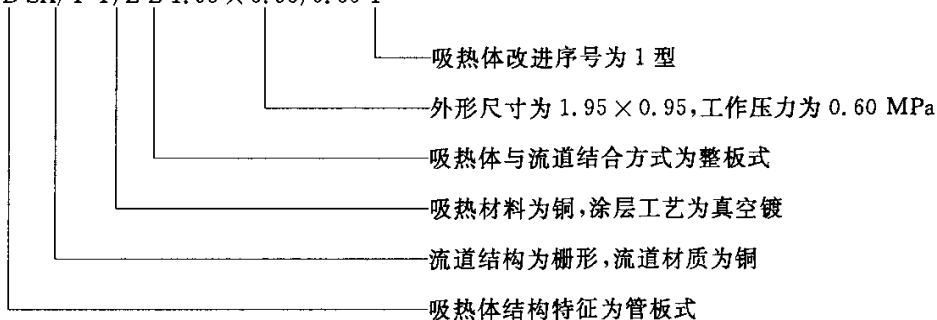 吸热体改进序号为 1 型
外形尺寸为 1.95×0.95,工作压力为 0.60 MPa
吸热体与流道结合方式为整板式
吸热材料为铜,涂层工艺为真空镀
流道结构为栅形,流道材质为铜
吸热体结构特征为管板式